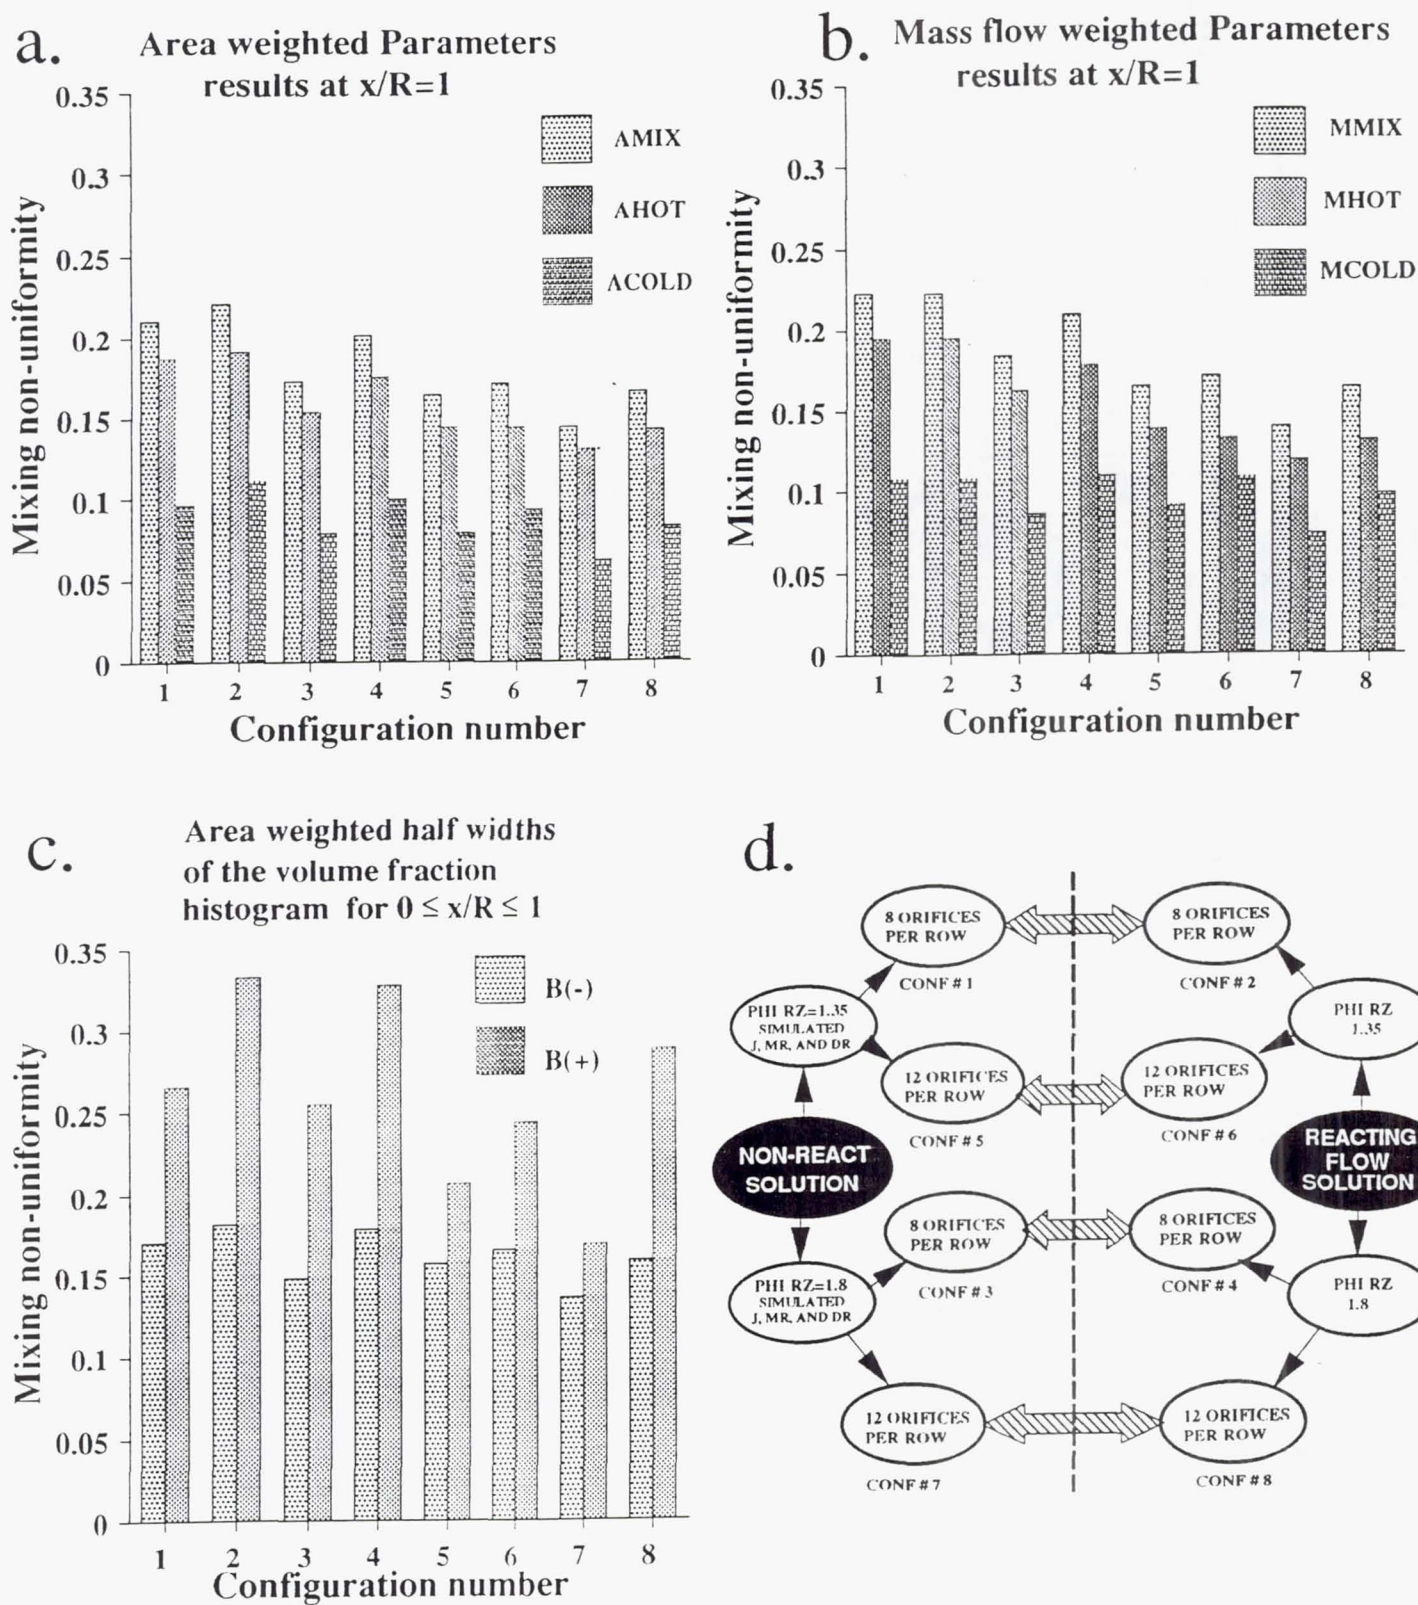 a.
Area weighted Parameters
results at x/R=1
0.35
0.3
0.25
0.2
0.15
0.1
0.05
0
Mixing non-uniformity
AMIX
AHOT
ACOLD
1 2 3 4 5 6 7 8
Configuration number
b.
Mass flow weighted Parameters
results at x/R=1
0.35
0.3
0.25
0.2
0.15
0.1
0.05
0
Mixing non-uniformity
MMIX
MHOT
MCOLD
1 2 3 4 5 6 7 8
Configuration number
c.
Area weighted half widths
of the volume fraction
histogram for 0 ≤ x/R ≤ 1
0.35
0.3
0.25
0.2
0.15
0.1
0.05
0
Mixing non-uniformity
B(-)
B(+)
1 2 3 4 5 6 7 8
Configuration number
d.
8 ORIFICES
PER ROW
CONF # 1
8 ORIFICES
PER ROW
CONF # 2
PHI RZ=1.35
SIMULATED
J, MR, AND DR
PHI RZ
1.35
12 ORIFICES
PER ROW
CONF # 5
12 ORIFICES
PER ROW
CONF # 6
NON-REACT
SOLUTION
REACTING
FLOW
SOLUTION
8 ORIFICES
PER ROW
CONF # 3
8 ORIFICES
PER ROW
CONF # 4
PHI RZ=1.8
SIMULATED
J, MR, AND DR
PHI RZ
1.8
12 ORIFICES
PER ROW
CONF # 7
12 ORIFICES
PER ROW
CONF # 8